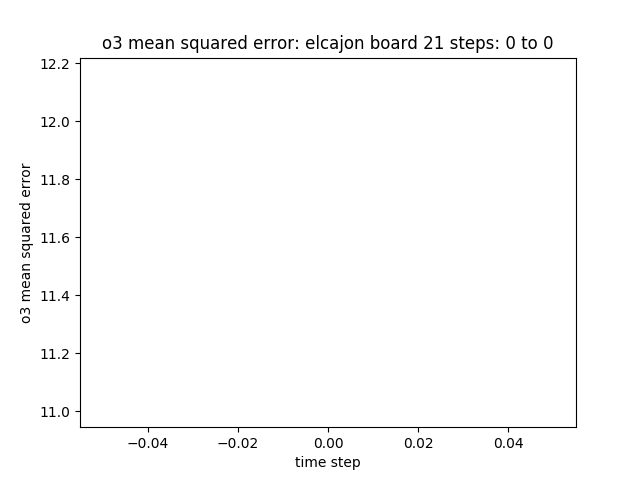 o3 mean squared error: elcajon board 21 steps: 0 to 0
12.2
12.0
11.8
11.6
11.4
11.2
11.0
o3 mean squared error
−0.04 −0.02 0.00 0.02 0.04
time step